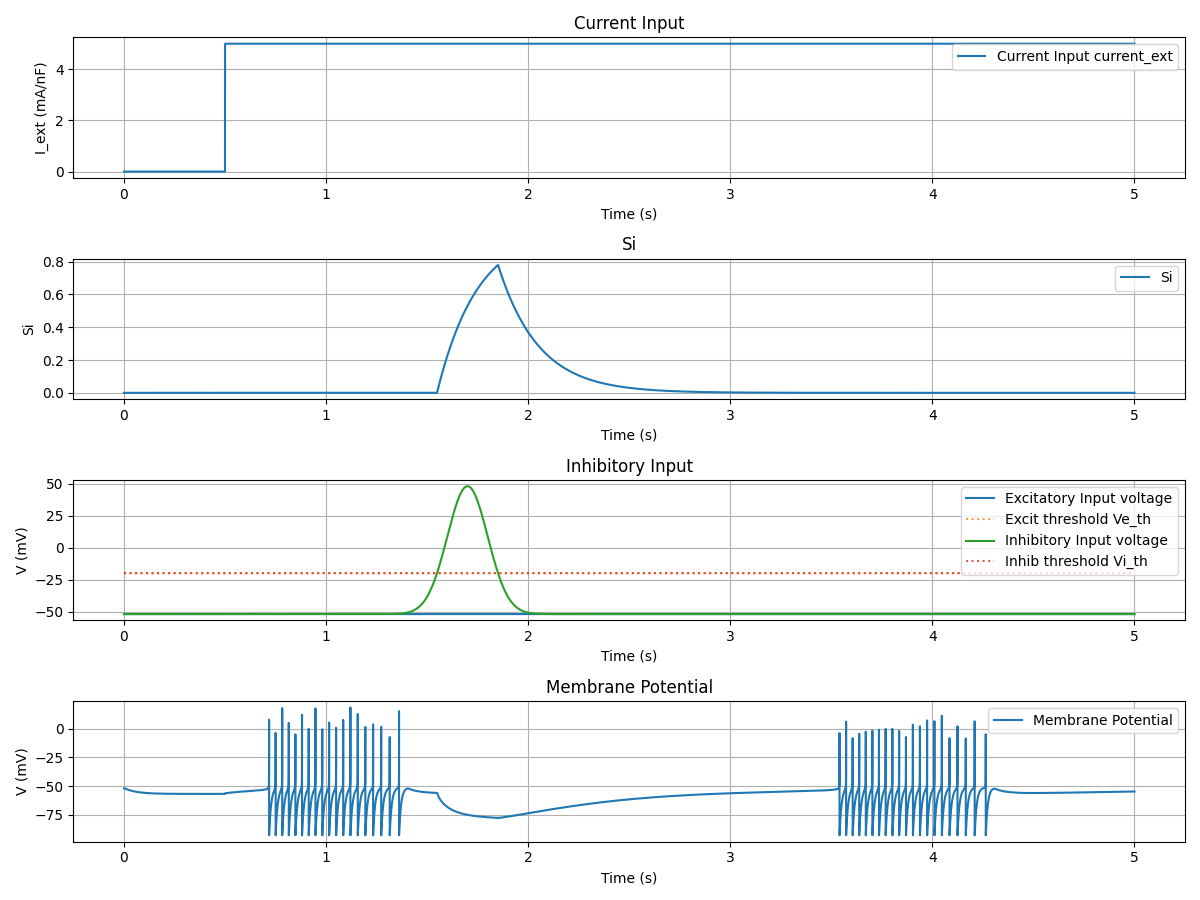 Current Input
I_ext (mA/nF)
4
2
0
Current Input current_ext
0 1 2 3 4 5
Time (s)
Si
Si
0.8
0.6
0.4
0.2
0.0
Si
0 1 2 3 4 5
Time (s)
Inhibitory Input
V (mV)
50
25
0
−25
−50
Excitatory Input voltage
Excit threshold Ve_th
Inhibitory Input voltage
Inhib threshold Vi_th
0 1 2 3 4 5
Time (s)
Membrane Potential
V (mV)
0
−25
−50
−75
Membrane Potential
0 1 2 3 4 5
Time (s)